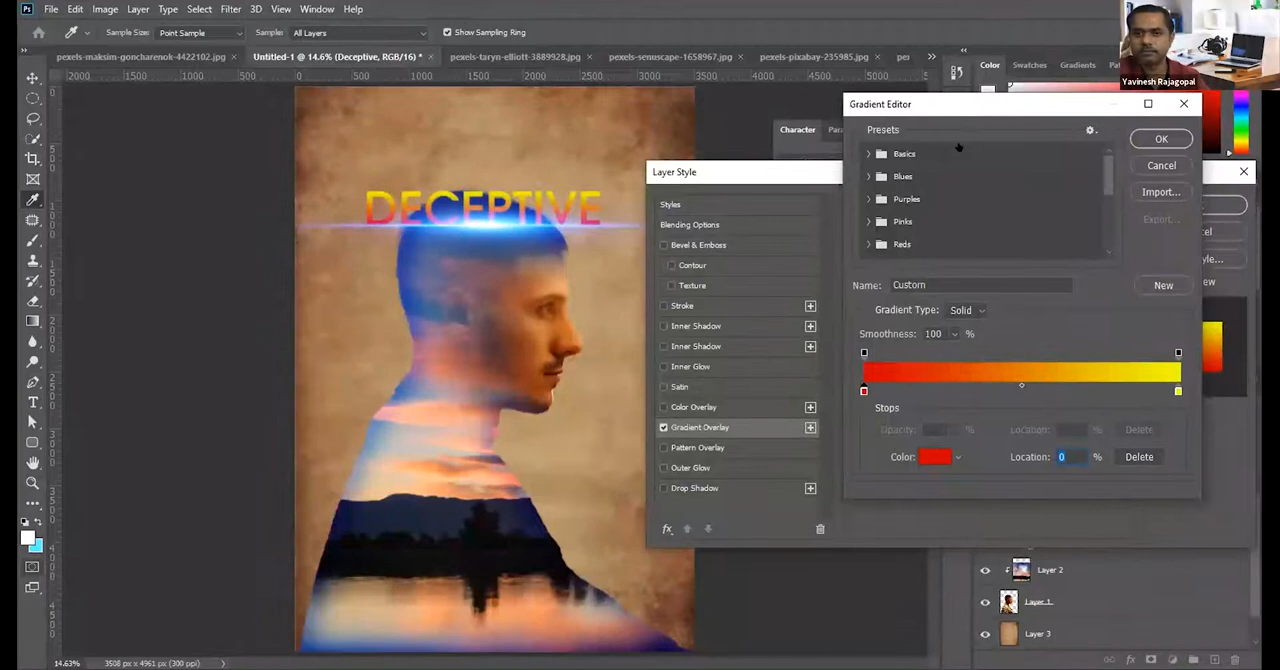 Ps File Edit Image Layer Type Select Filter 3D View Window Help
Sample Size: Point Sample Sample: All Layers Show Sampling Ring
Yavinesh Rajagopal
pexels-maksim-goncharenok-4422102.jpg × Untitled-1 @ 14.6% (Deceptive, RGB/16) * × pexels-taryn-elliott-3889928.jpg × pexels-senuscape-1658967.jpg × pexels-pixabay-235985.jpg ×
Color Swatches Gradients
2000 1500 1000 500 0 500 1000 1500 2000 2500 3000 3500 4000 4500 5000
Gradient Editor
Character
Presets
Basics
Blues
Purples
Pinks
Reds
OK
Cancel
Import...
Export...
DECEPTIVE
Name: Custom
New
Gradient Type: Solid
Smoothness: 100 %
Stops
Opacity: % Location: % Delete
Color: Location: 0 % Delete
Layer Style
Styles
Blending Options
Bevel & Emboss
Contour
Texture
Stroke
Inner Shadow
Inner Shadow
Inner Glow
Satin
Color Overlay
Gradient Overlay
Pattern Overlay
Outer Glow
Drop Shadow
fx
Layer 2
Layer 1
Layer 3
fx
14.63% 3508 px x 4961 px (300 ppi)